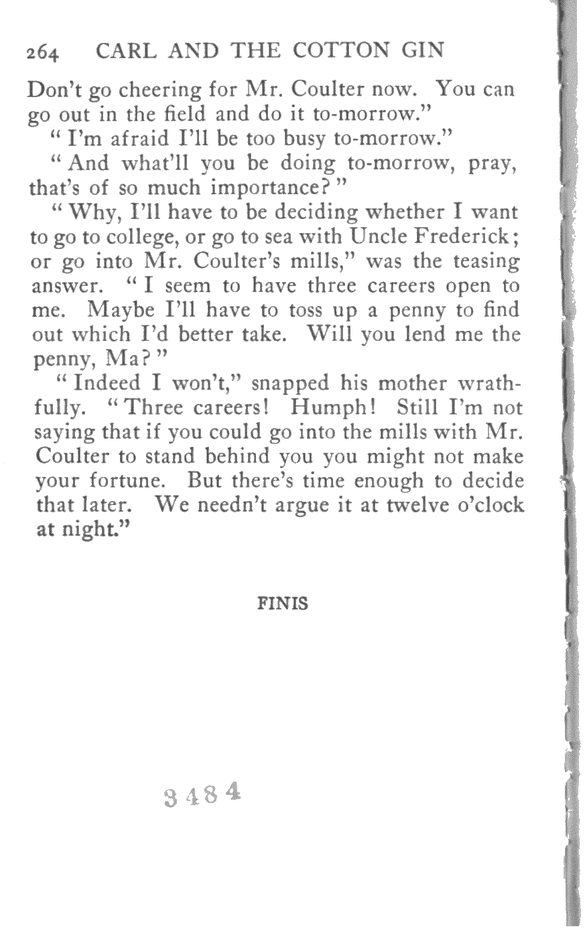 264 CARL AND THE COTTON GIN
Don't go cheering for Mr. Coulter now. You can
go out in the field and do it to-morrow.”
“ I'm afraid I'll be too busy to-morrow.”
“ And what'll you be doing to-morrow, pray,
that's of so much importance? ”
“ Why, I'll have to be deciding whether I want
to go to college, or go to sea with Uncle Frederick;
or go into Mr. Coulter's mills,” was the teasing
answer. “ I seem to have three careers open to
me. Maybe I'll have to toss up a penny to find
out which I'd better take. Will you lend me the
penny, Ma? ”
“ Indeed I won't,” snapped his mother wrath-
fully. “ Three careers! Humph! Still I'm not
saying that if you could go into the mills with Mr.
Coulter to stand behind you you might not make
your fortune. But there's time enough to decide
that later. We needn't argue it at twelve o'clock
at night.”
FINIS
3484